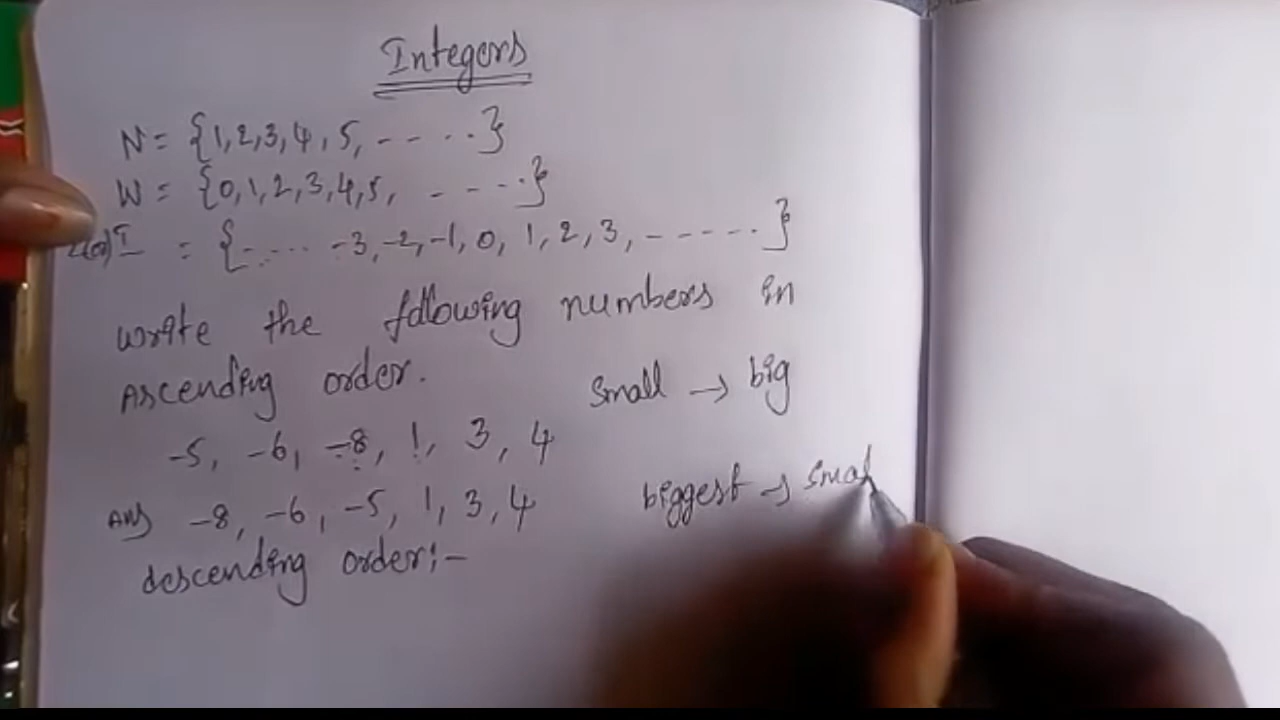 Integers
N = {1,2,3,4,5, - - - . . }
W = {0,1,2,3,4,5, - - - . . }
I = {- . . . . -3, -2, -1, 0, 1, 2, 3, - - - - - . . }
Write the following numbers in
Ascending order. Small → big
-5, -6, -8, 1, 3, 4
Ans -8, -6, -5, 1, 3, 4 biggest → Smal
descending order:-